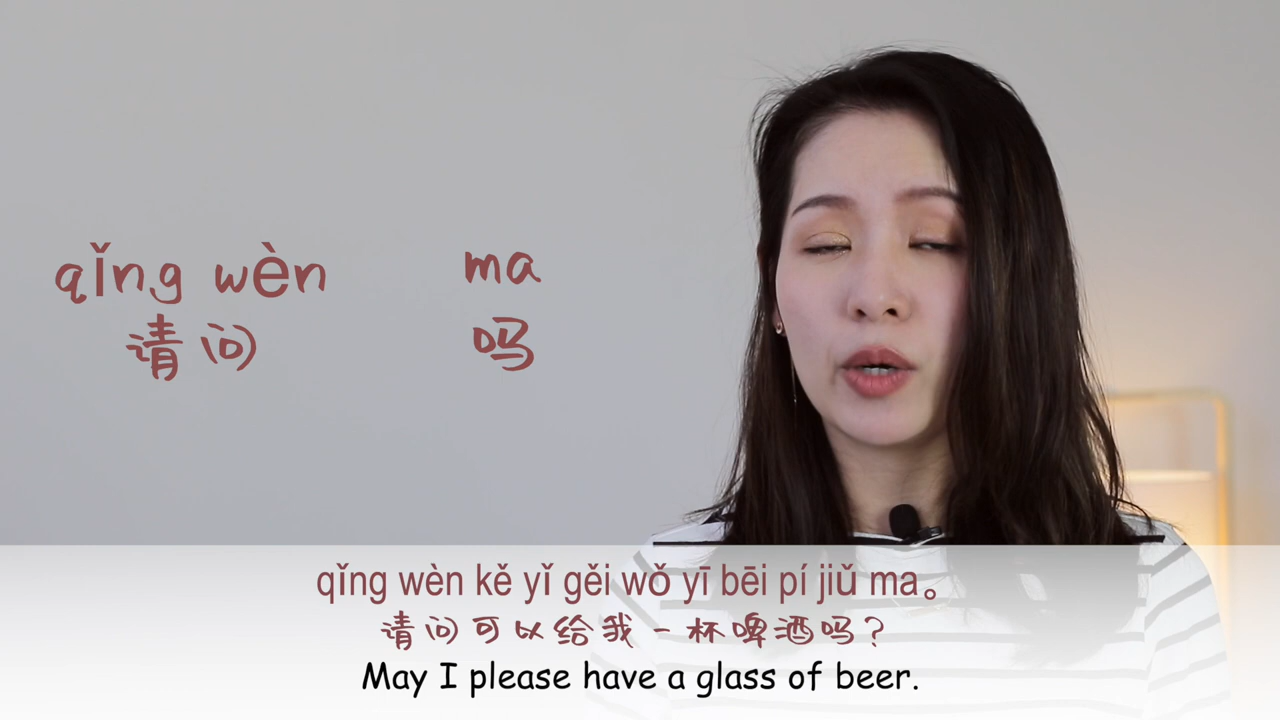 qǐng wèn ma
请问 吗
qǐng wèn kě yǐ gěi wǒ yī bēi pí jiǔ ma。
请问可以给我一杯啤酒吗？
May I please have a glass of beer.